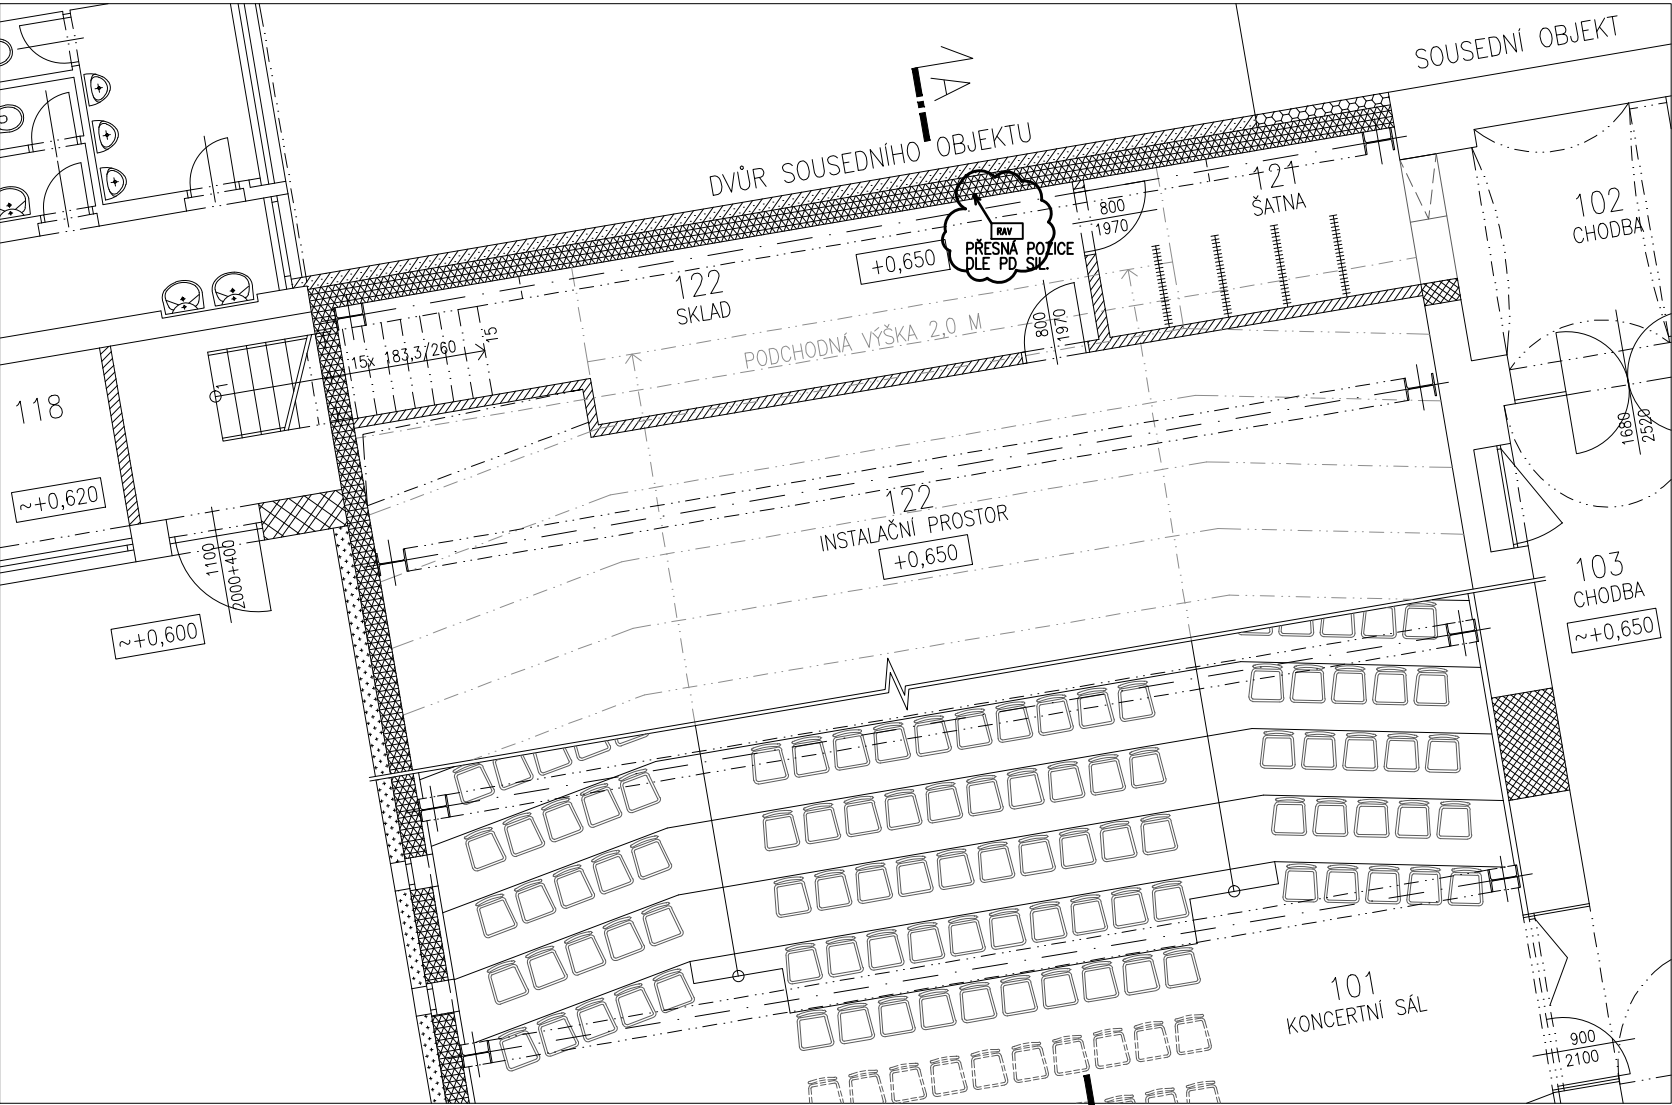 SOUSEDNÍ OBJEKT
A
DVŮR SOUSEDNÍHO OBJEKTU
121
ŠATNA
102
CHODBA
800
1970
RAV
PŘESNÁ POZICE
DLE PD SIL.
+0,650
122
SKLAD
15
15x 183,3/260
1
PODCHODNÁ VÝŠKA 2,0 M
800
1970
118
~+0,620
1680
2520
122
INSTALAČNÍ PROSTOR
+0,650
1100
2000+400
~+0,600
103
CHODBA
~+0,650
101
KONCERTNÍ SÁL
900
2100